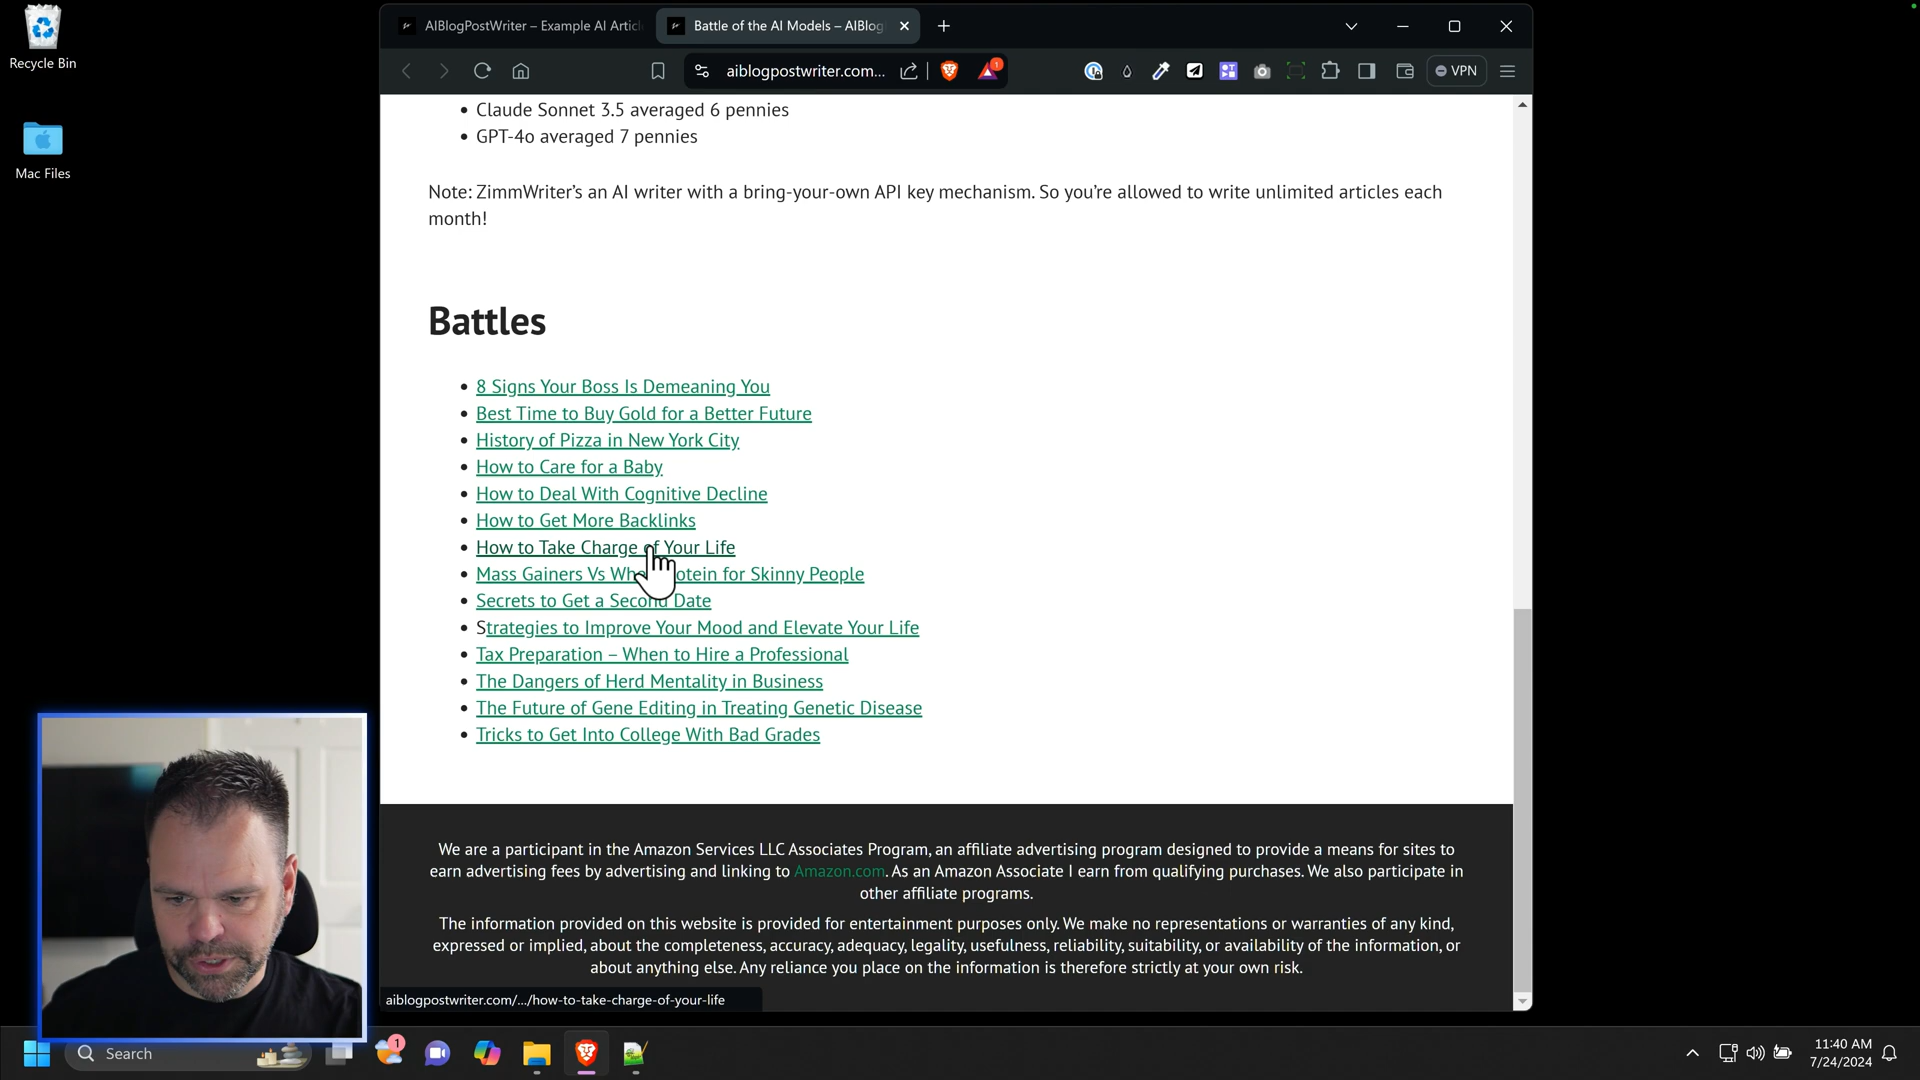 Recycle Bin
Mac Files
AIBlogPostWriter – Example AI Artic
Battle of the AI Models – AIBlog
aiblogpostwriter.com...
1
VPN
• Claude Sonnet 3.5 averaged 6 pennies
• GPT-4o averaged 7 pennies
Note: ZimmWriter’s an AI writer with a bring-your-own API key mechanism. So you’re allowed to write unlimited articles each
month!
Battles
• 8 Signs Your Boss Is Demeaning You
• Best Time to Buy Gold for a Better Future
• History of Pizza in New York City
• How to Care for a Baby
• How to Deal With Cognitive Decline
• How to Get More Backlinks
• How to Take Charge of Your Life
• Mass Gainers Vs Whey Protein for Skinny People
• Secrets to Get a Second Date
• Strategies to Improve Your Mood and Elevate Your Life
• Tax Preparation – When to Hire a Professional
• The Dangers of Herd Mentality in Business
• The Future of Gene Editing in Treating Genetic Disease
• Tricks to Get Into College With Bad Grades
We are a participant in the Amazon Services LLC Associates Program, an affiliate advertising program designed to provide a means for sites to
earn advertising fees by advertising and linking to Amazon.com. As an Amazon Associate I earn from qualifying purchases. We also participate in
other affiliate programs.
The information provided on this website is provided for entertainment purposes only. We make no representations or warranties of any kind,
expressed or implied, about the completeness, accuracy, adequacy, legality, usefulness, reliability, suitability, or availability of the information, or
about anything else. Any reliance you place on the information is therefore strictly at your own risk.
aiblogpostwriter.com/.../how-to-take-charge-of-your-life
Search
1
11:40 AM
7/24/2024